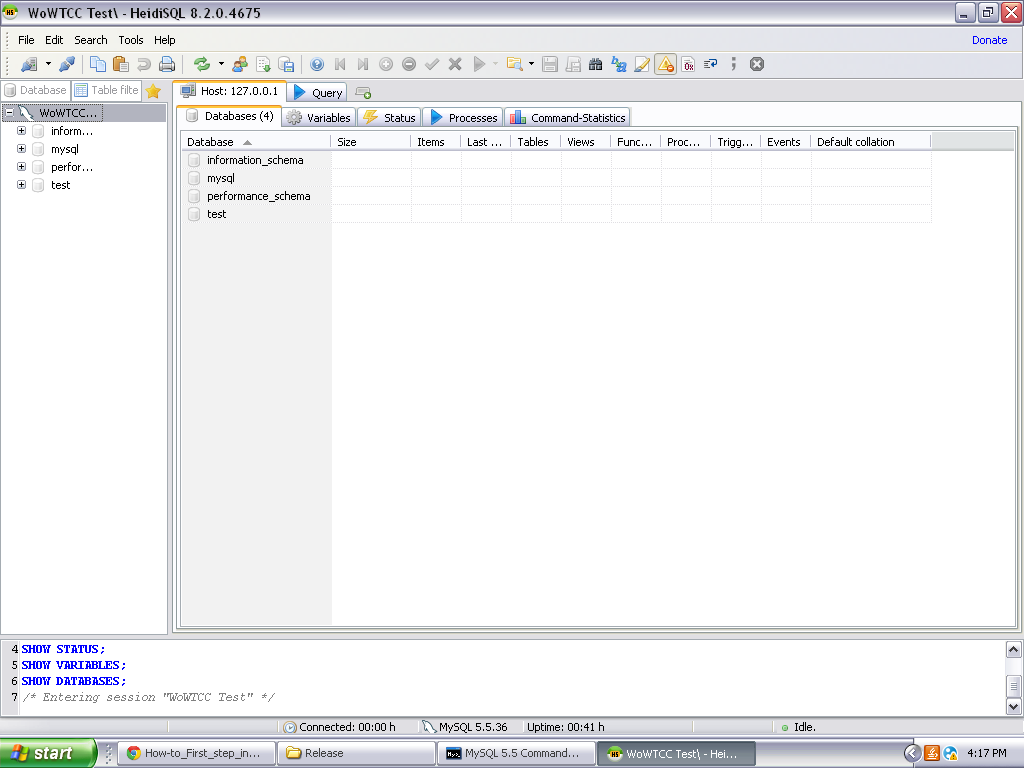 WoWTCC Test\ - HeidiSQL 8.2.0.4675
File Edit Search Tools Help Donate
Database Table filte Host: 127.0.0.1 Query
WoWTCC... Databases (4) Variables Status Processes Command-Statistics
inform...
mysql
perfor...
test
Database Size Items Last ... Tables Views Func... Proc... Trigg... Events Default collation
information_schema
mysql
performance_schema
test
4 SHOW STATUS;
5 SHOW VARIABLES;
6 SHOW DATABASES;
7 /* Entering session "WoWTCC Test" */
Connected: 00:00 h MySQL 5.5.36 Uptime: 00:41 h Idle.
start How-to_First_step_in... Release MySQL 5.5 Command... WoWTCC Test\ - Hei... 4:17 PM